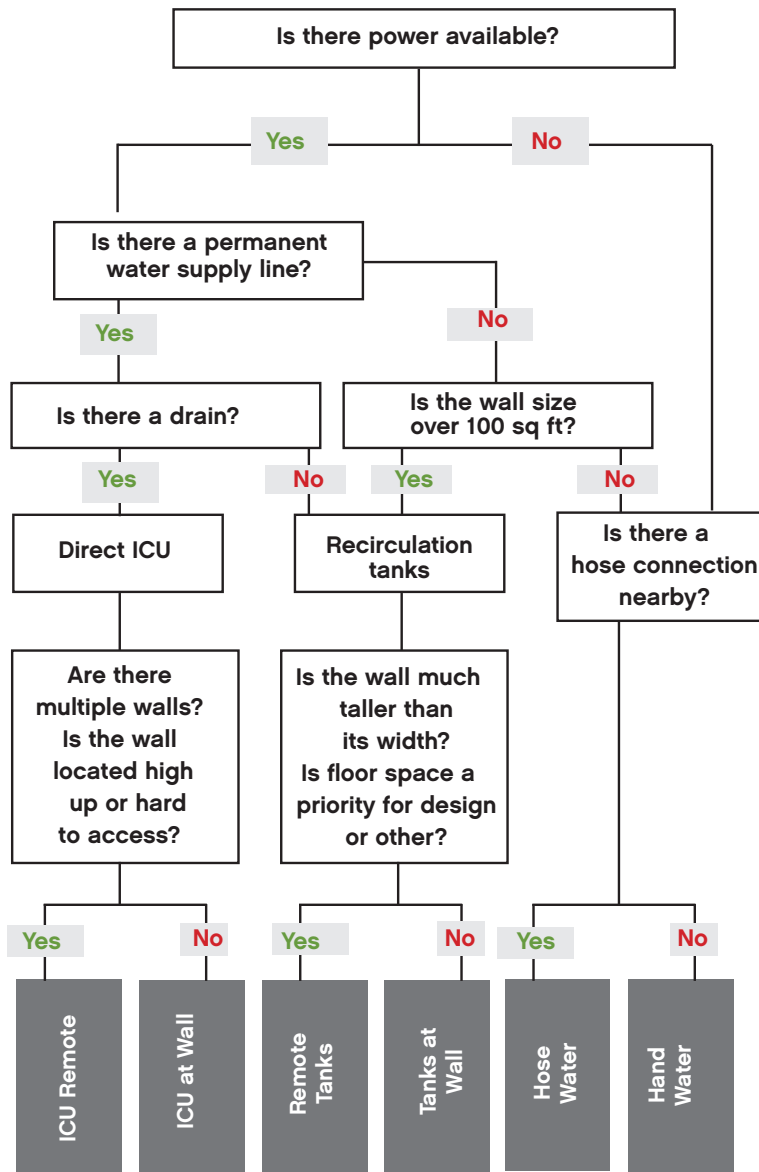 Is there power available?
Yes
No
Is there a permanent
water supply line?
Yes
No
Is there a drain?
Is the wall size
over 100 sq ft?
Yes
No
Yes
No
Direct ICU
Recirculation
tanks
Is there a
hose connection
nearby?
Are there
multiple walls?
Is the wall
located high
up or hard
to access?
Is the wall much
taller than
its width?
Is floor space a
priority for design
or other?
Yes
No
Yes
No
Yes
No
ICU Remote
ICU at Wall
Remote
Tanks
Tanks at
Wall
Hose
Water
Hand
Water